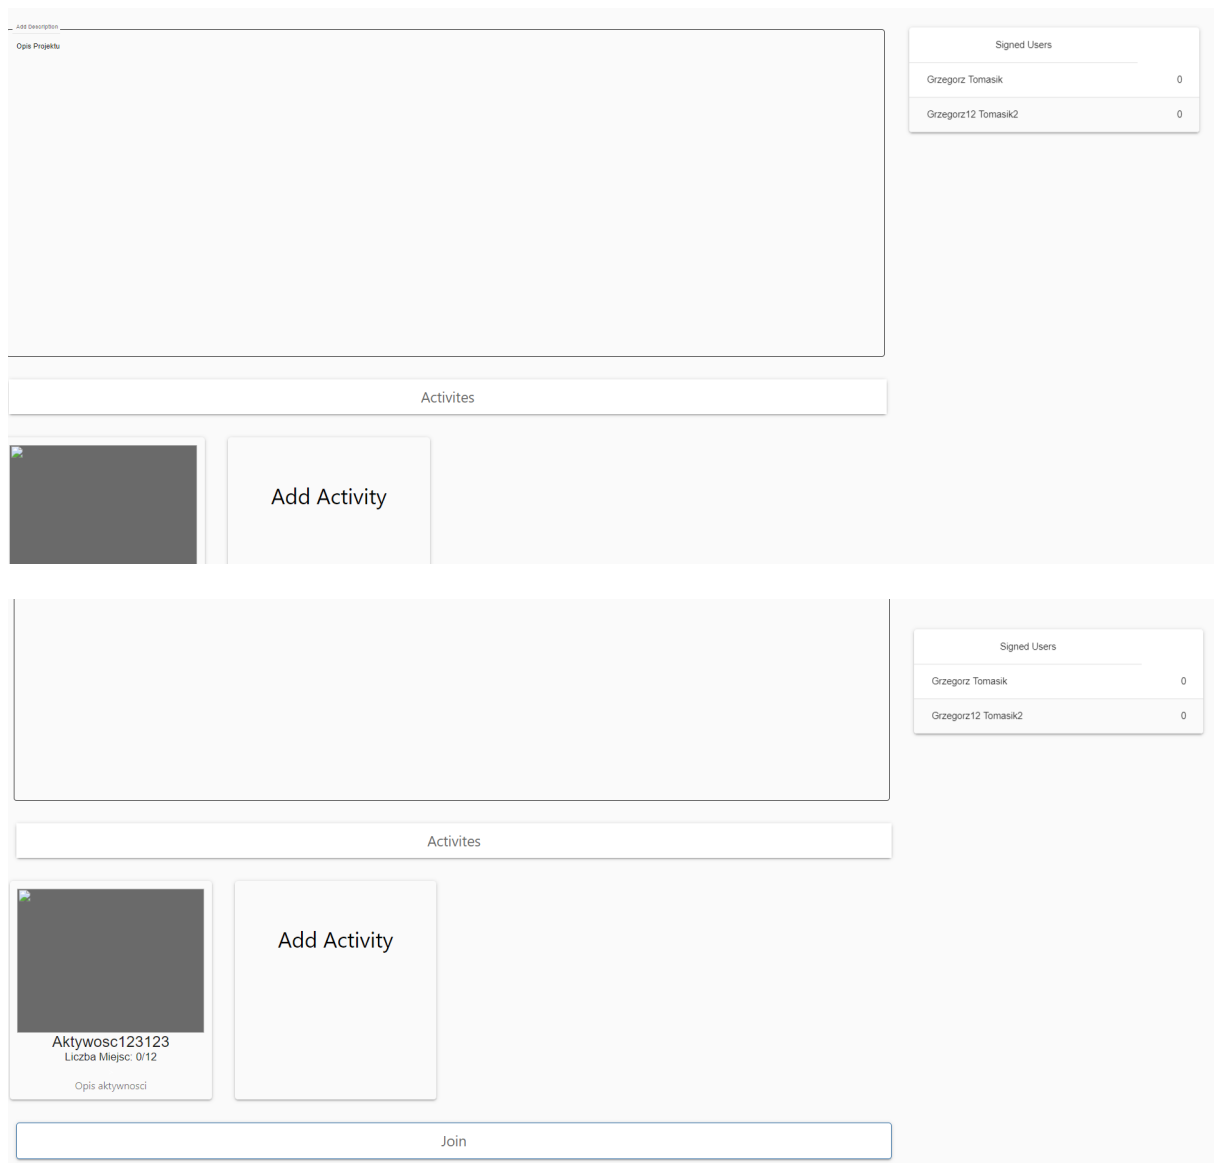 Add Description
Opis Projektu
Signed Users
Grzegorz Tomasik 0
Grzegorz12 Tomasik2 0
Activites
Add Activity
Signed Users
Grzegorz Tomasik 0
Grzegorz12 Tomasik2 0
Activites
Add Activity
Aktywosc123123
Liczba Miejsc: 0/12
Opis aktywnosci
Join